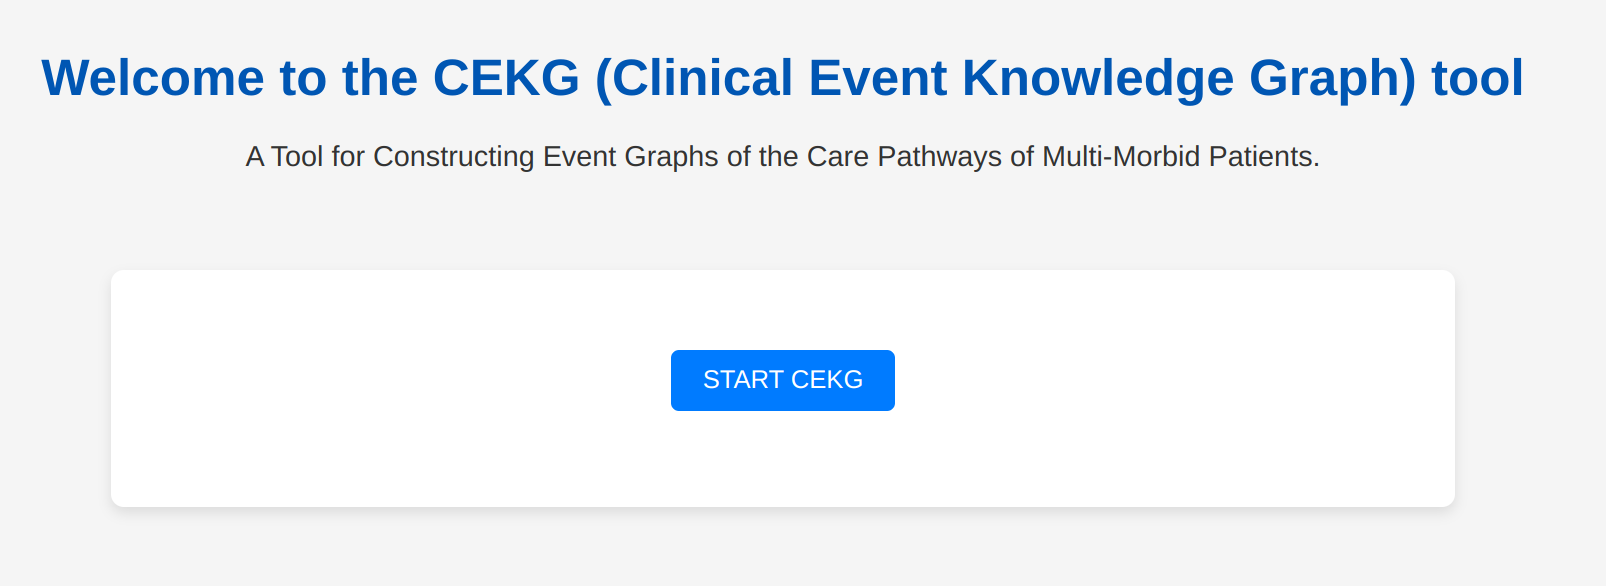 Welcome to the CEKG (Clinical Event Knowledge Graph) tool
A Tool for Constructing Event Graphs of the Care Pathways of Multi-Morbid Patients.
START CEKG